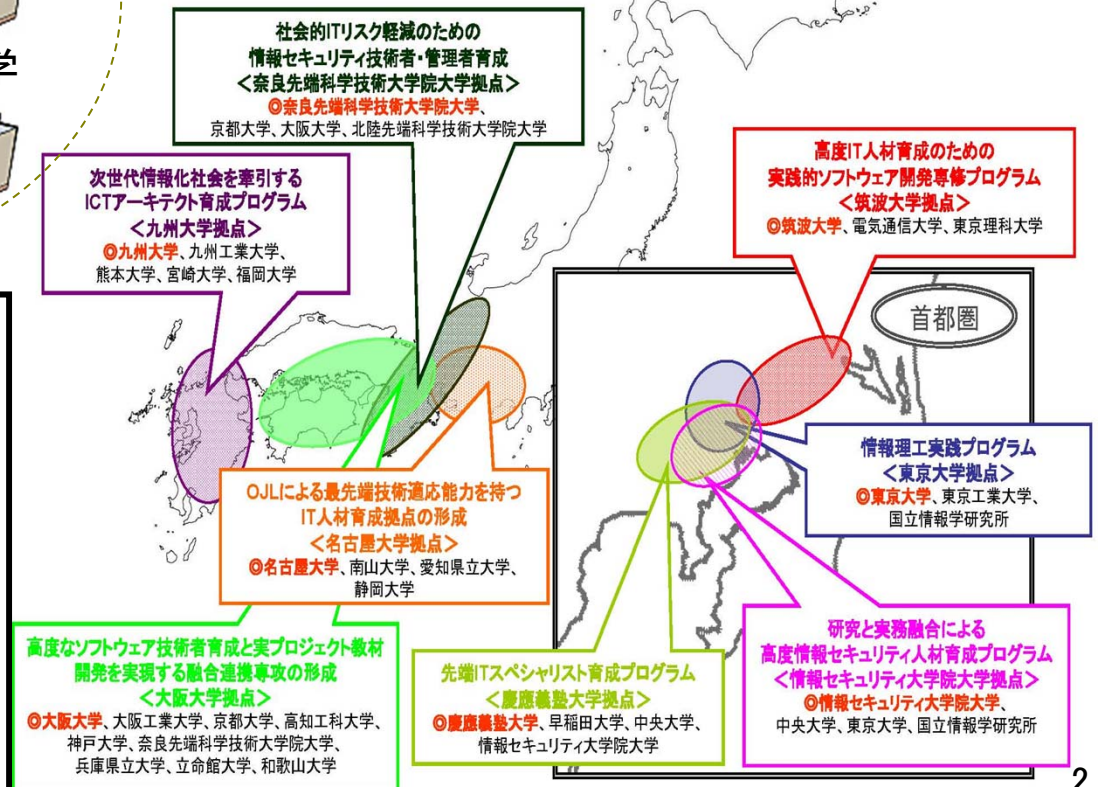 学
社会的ITリスク軽減のための
情報セキュリティ技術者・管理者育成
<奈良先端科学技術大学院大学拠点>
◎奈良先端科学技術大学院大学、
京都大学、大阪大学、北陸先端科学技術大学院大学
次世代情報化社会を牽引する
ICTアーキテクト育成プログラム
<九州大学拠点>
◎九州大学、九州工業大学、
熊本大学、宮崎大学、福岡大学
高度IT人材育成のための
実践的ソフトウェア開発専修プログラム
<筑波大学拠点>
◎筑波大学、電気通信大学、東京理科大学
首都圏
情報理工実践プログラム
<東京大学拠点>
◎東京大学、東京工業大学、
国立情報学研究所
OJLによる最先端技術適応能力を持つ
IT人材育成拠点の形成
<名古屋大学拠点>
◎名古屋大学、南山大学、愛知県立大学、
静岡大学
高度なソフトウェア技術者育成と実プロジェクト教材
開発を実現する融合連携専攻の形成
<大阪大学拠点>
◎大阪大学、大阪工業大学、京都大学、高知工科大学、
神戸大学、奈良先端科学技術大学院大学、
兵庫県立大学、立命館大学、和歌山大学
先端ITスペシャリスト育成プログラム
<慶應義塾大学拠点>
◎慶應義塾大学、早稲田大学、中央大学、
情報セキュリティ大学院大学
研究と実務融合による
高度情報セキュリティ人材育成プログラム
<情報セキュリティ大学院大学拠点>
◎情報セキュリティ大学院大学、
中央大学、東京大学、国立情報学研究所
2